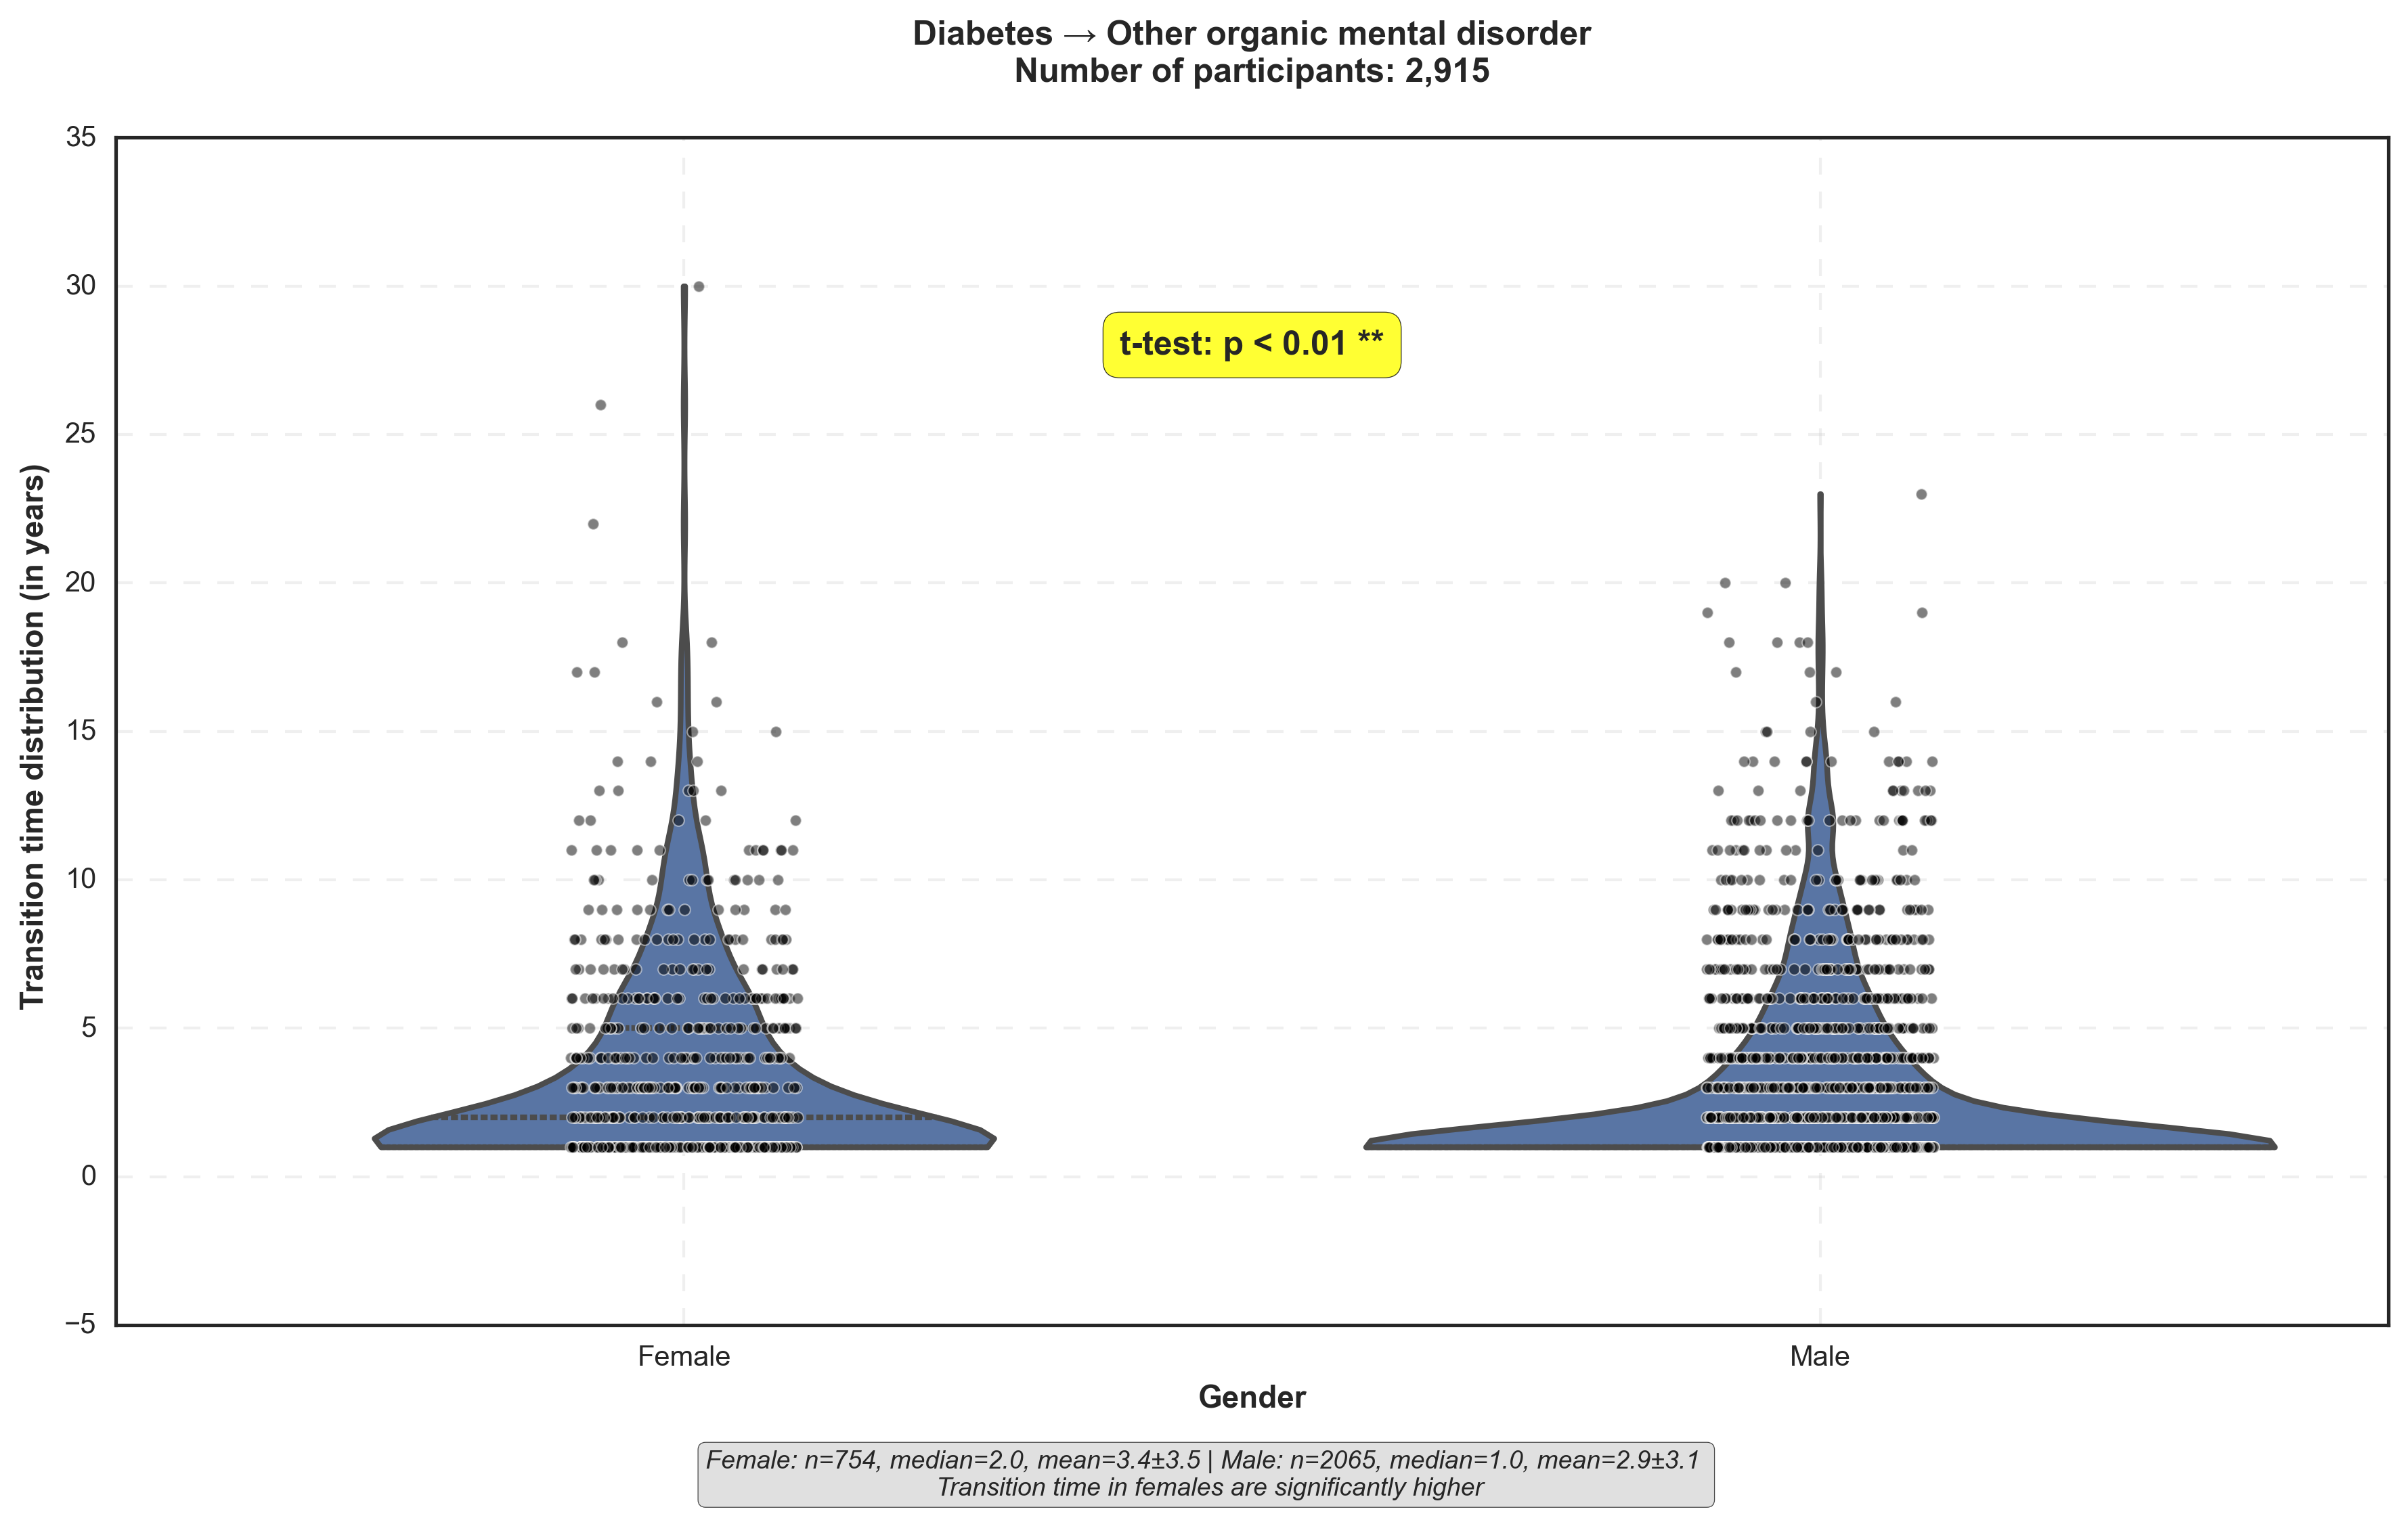 Diabetes → Other organic mental disorder
Number of participants: 2,915
35
30
25
20
15
10
5
0
−5
Transition time distribution (in years)
t-test: p < 0.01 **
Female
Male
Gender
Female: n=754, median=2.0, mean=3.4±3.5 | Male: n=2065, median=1.0, mean=2.9±3.1
Transition time in females are significantly higher